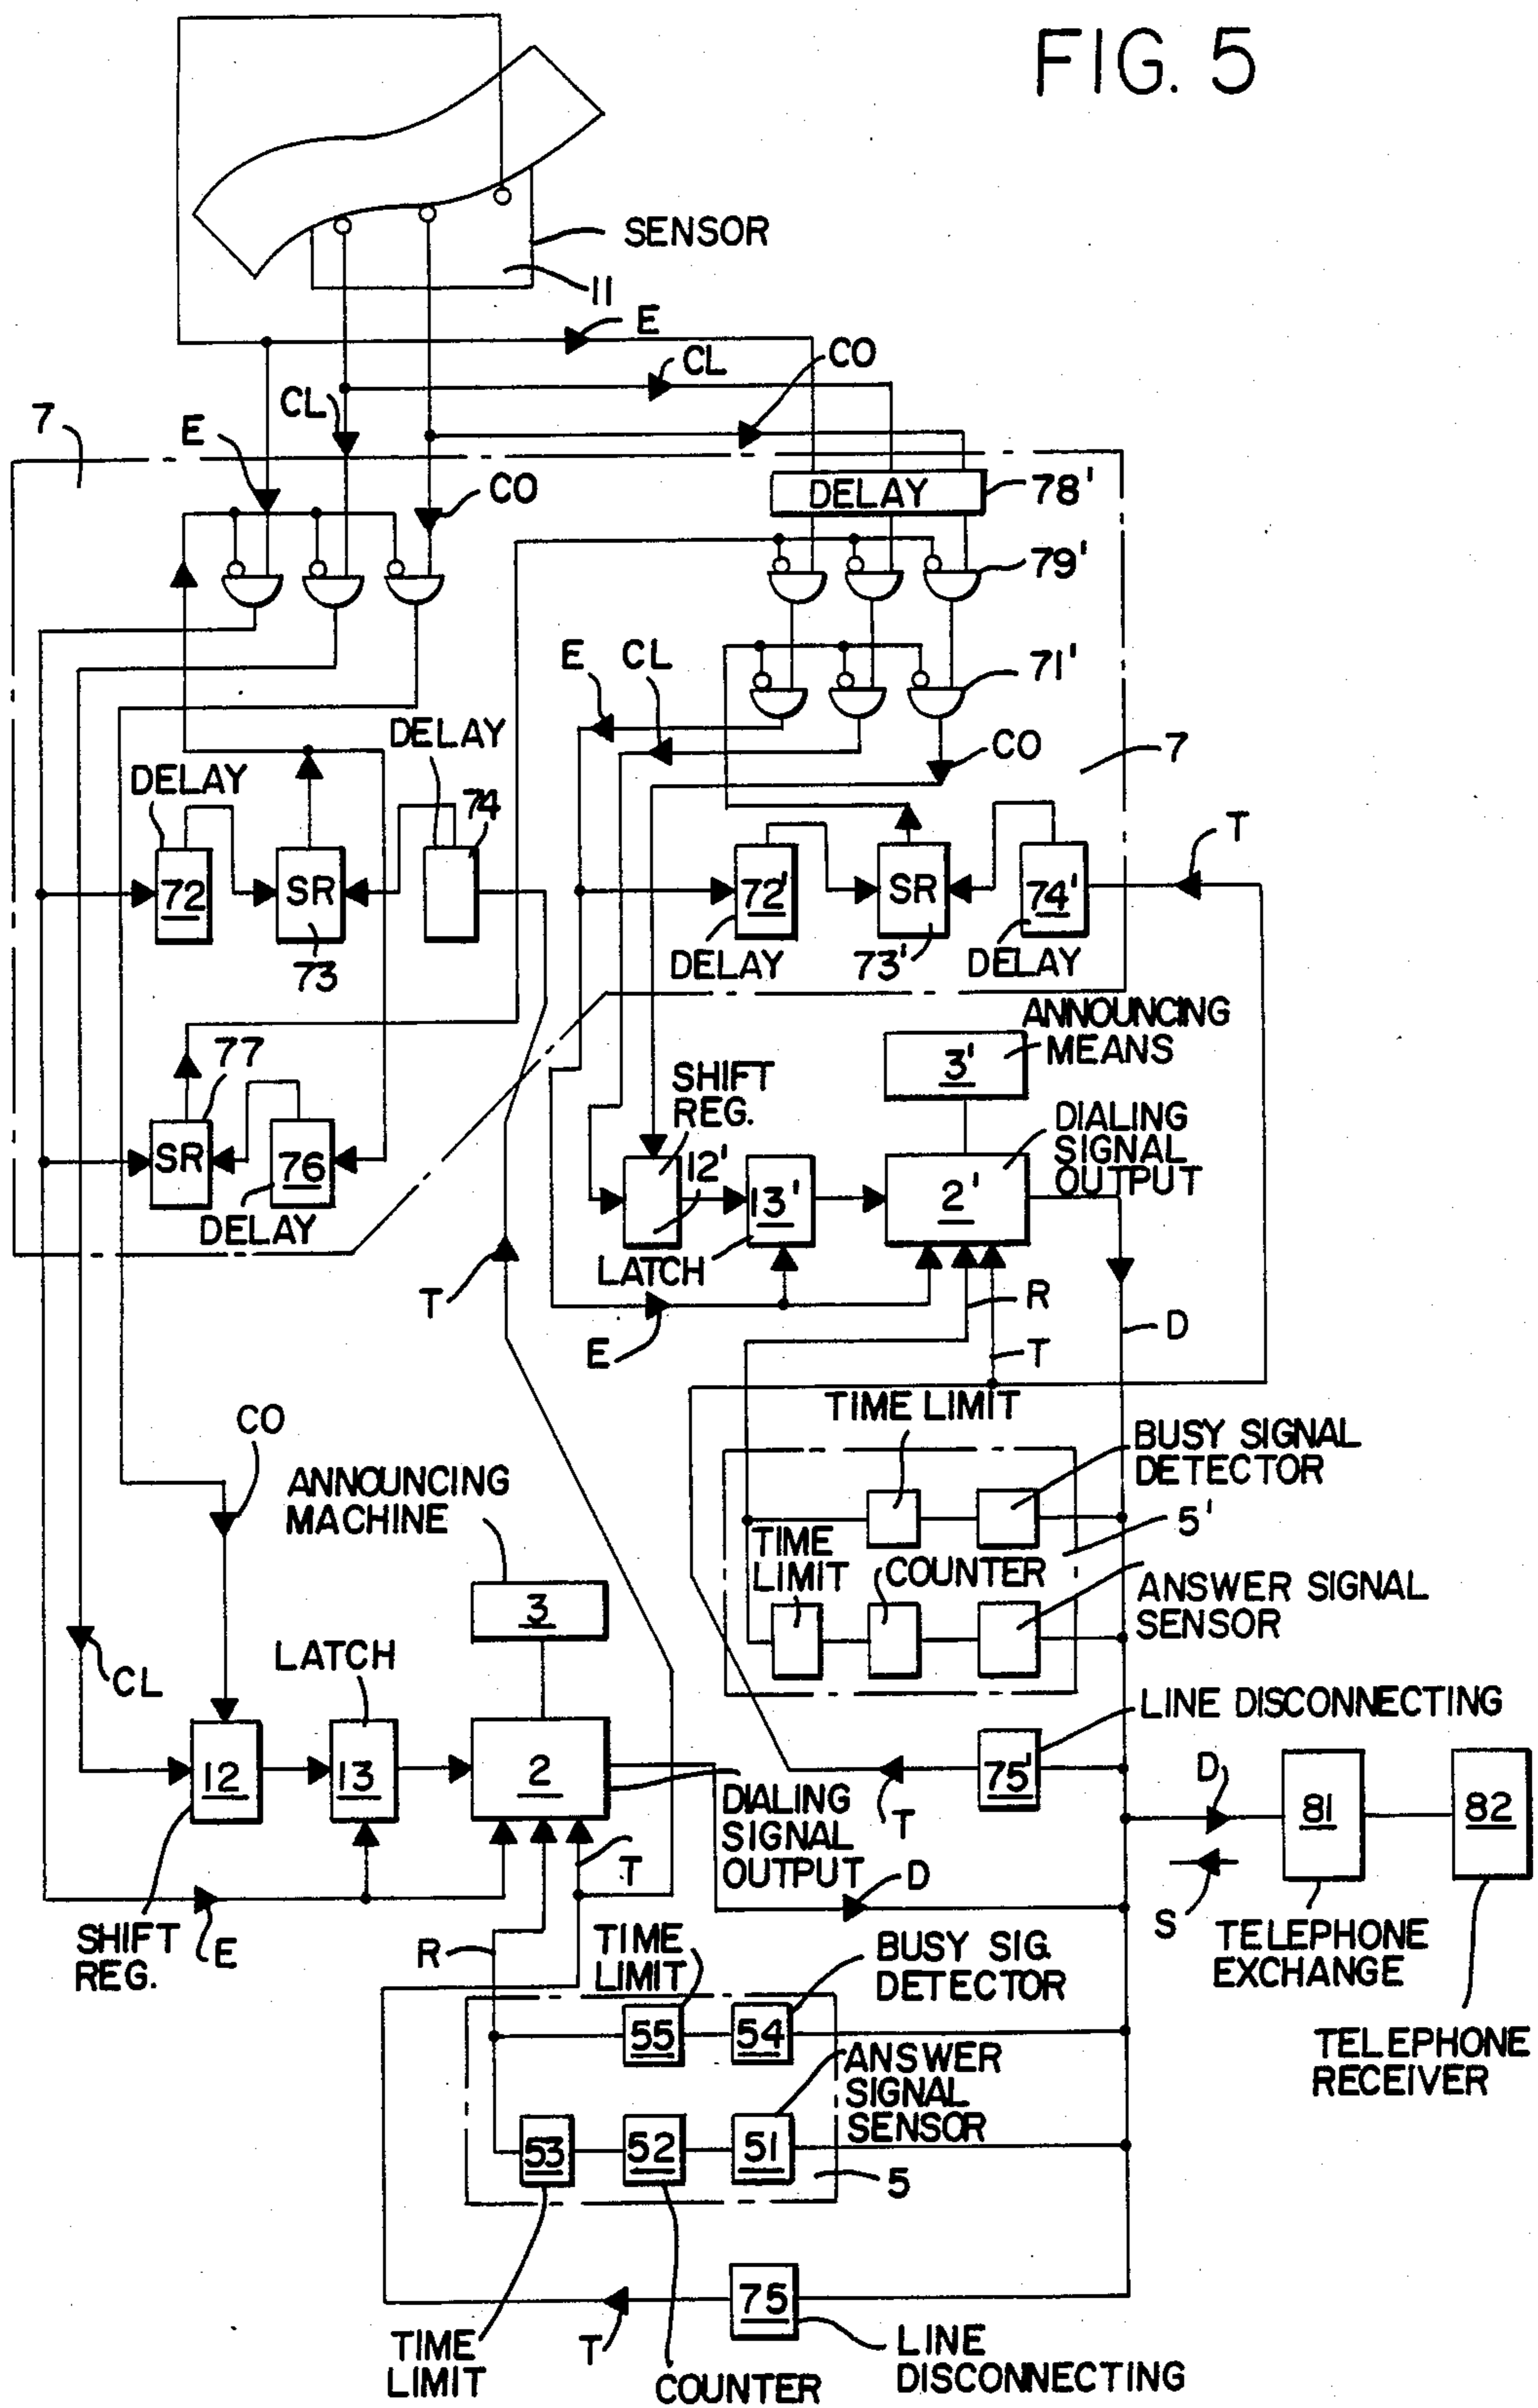 FIG. 5
SENSOR
11
E
CL
CO
7
E
CL
CO
DELAY
78'
79'
E
CL
71'
CO
7
DELAY
DELAY
74
T
72
SR
73
72'
SR
74'
DELAY
73'
DELAY
77
SR
76
DELAY
ANNOUNCING
MEANS
3'
SHIFT
REG.
12'
13'
LATCH
2'
DIALING
SIGNAL
OUTPUT
T
E
R
T
D
TIME LIMIT
BUSY SIGNAL
DETECTOR
5'
TIME
LIMIT
COUNTER
ANSWER SIGNAL
SENSOR
CO
ANNOUNCING
MACHINE
3
CL
LATCH
12
13
2
DIALING
SIGNAL
OUTPUT
T
SHIFT
REG.
E
LINE DISCONNECTING
75'
T
D
81
82
D
S
TELEPHONE
EXCHANGE
TELEPHONE
RECEIVER
R
TIME
LIMIT
BUSY SIG.
DETECTOR
55
54
ANSWER
SIGNAL
SENSOR
53
52
51
5
75
T
TIME
LIMIT
COUNTER
LINE
DISCONNECTING